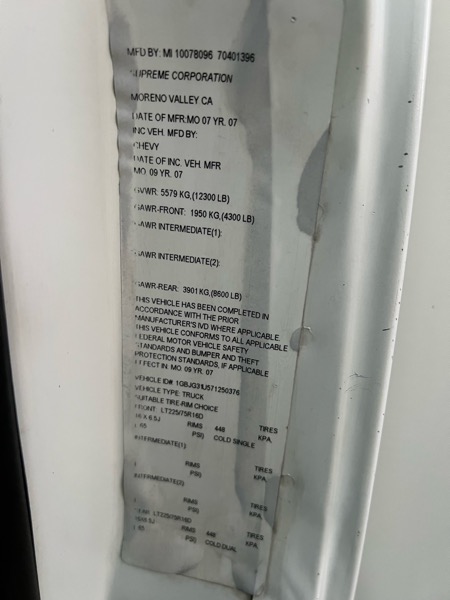 MFD BY: MI 10078096 70401396
SUPREME CORPORATION
MORENO VALLEY CA
DATE OF MFR:MO 07 YR. 07
INC VEH. MFD BY:
CHEVY
DATE OF INC. VEH. MFR
MO. 09 YR. 07
GVWR: 5579 KG,(12300 LB)
GAWR-FRONT: 1950 KG,(4300 LB)
GAWR INTERMEDIATE(1):
GAWR INTERMEDIATE(2):
GAWR-REAR: 3901 KG,(8600 LB)
THIS VEHICLE HAS BEEN COMPLETED IN
ACCORDANCE WITH THE PRIOR
MANUFACTURER'S IVD WHERE APPLICABLE.
THIS VEHICLE CONFORMS TO ALL APPLICABLE
FEDERAL MOTOR VEHICLE SAFETY
STANDARDS AND BUMPER AND THEFT
PROTECTION STANDARDS, IF APPLICABLE, IN
EFFECT IN: MO. 09 YR. 07
VEHICLE ID# 1GBJG31U571250376
VEHICLE TYPE: TRUCK
SUITABLE TIRE-RIM CHOICE
FRONT: LT225/75R16D TIRES
16 X 6.5J RIMS 448 KPA,
65 PSI) COLD SINGLE
INTERMEDIATE(1) TIRES
RIMS KPA,
PSI)
INTERMEDIATE(2) TIRES
RIMS KPA,
PSI)
LT225/75R16D TIRES
RIMS 448 KPA,
65 PSI) COLD DUAL